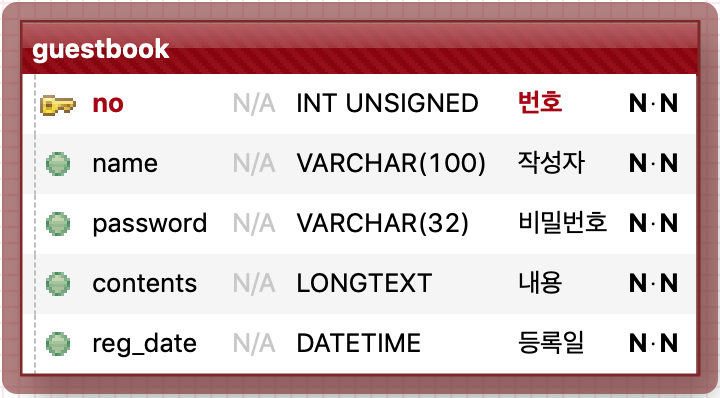 guestbook
no N/A INT UNSIGNED 번호 N·N
name N/A VARCHAR(100) 작성자 N·N
password N/A VARCHAR(32) 비밀번호 N·N
contents N/A LONGTEXT 내용 N·N
reg_date N/A DATETIME 등록일 N·N